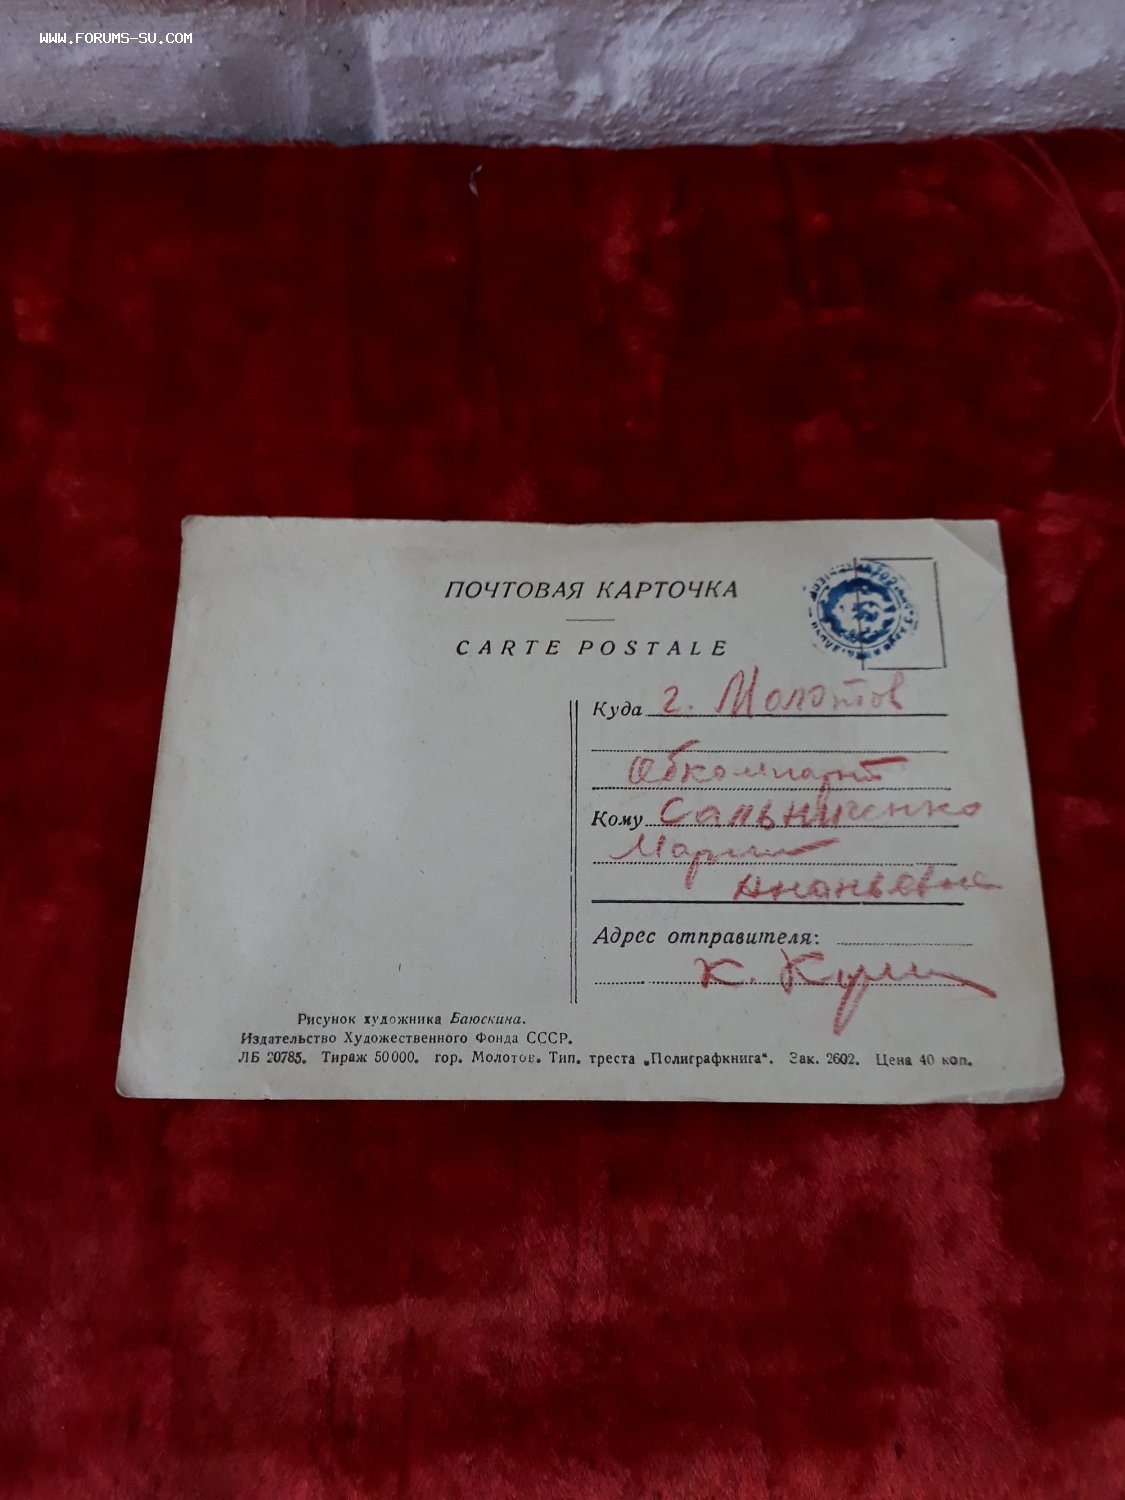 WWW.FORUMS-SU.COM
ПОЧТОВАЯ КАРТОЧКА
CARTE POSTALE
Куда г. Молотов
Обкомпарт
Кому Сальниченко
Марии
Ананьевне
Адрес отправителя:
К.
Рисунок художника Баюскина.
Издательство Художественного Фонда СССР.
ЛБ 20785. Тираж 50000. гор. Молотов. Тип. треста „Полиграфкнига“. Зак. 2602. Цена 40 коп.